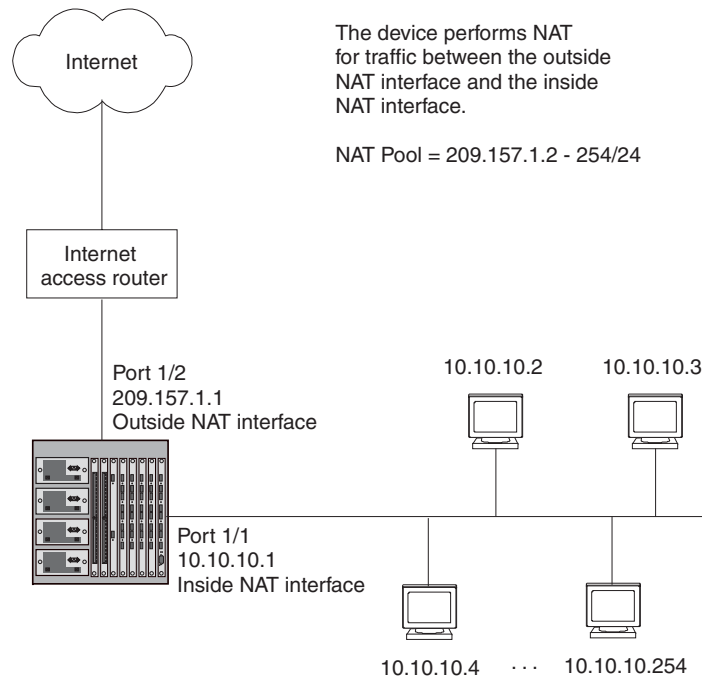 Internet
The device performs NAT
for traffic between the outside
NAT interface and the inside
NAT interface.
NAT Pool = 209.157.1.2 - 254/24
Internet
access router
Port 1/2
209.157.1.1
Outside NAT interface
10.10.10.2
10.10.10.3
Port 1/1
10.10.10.1
Inside NAT interface
10.10.10.4
. . .
10.10.10.254